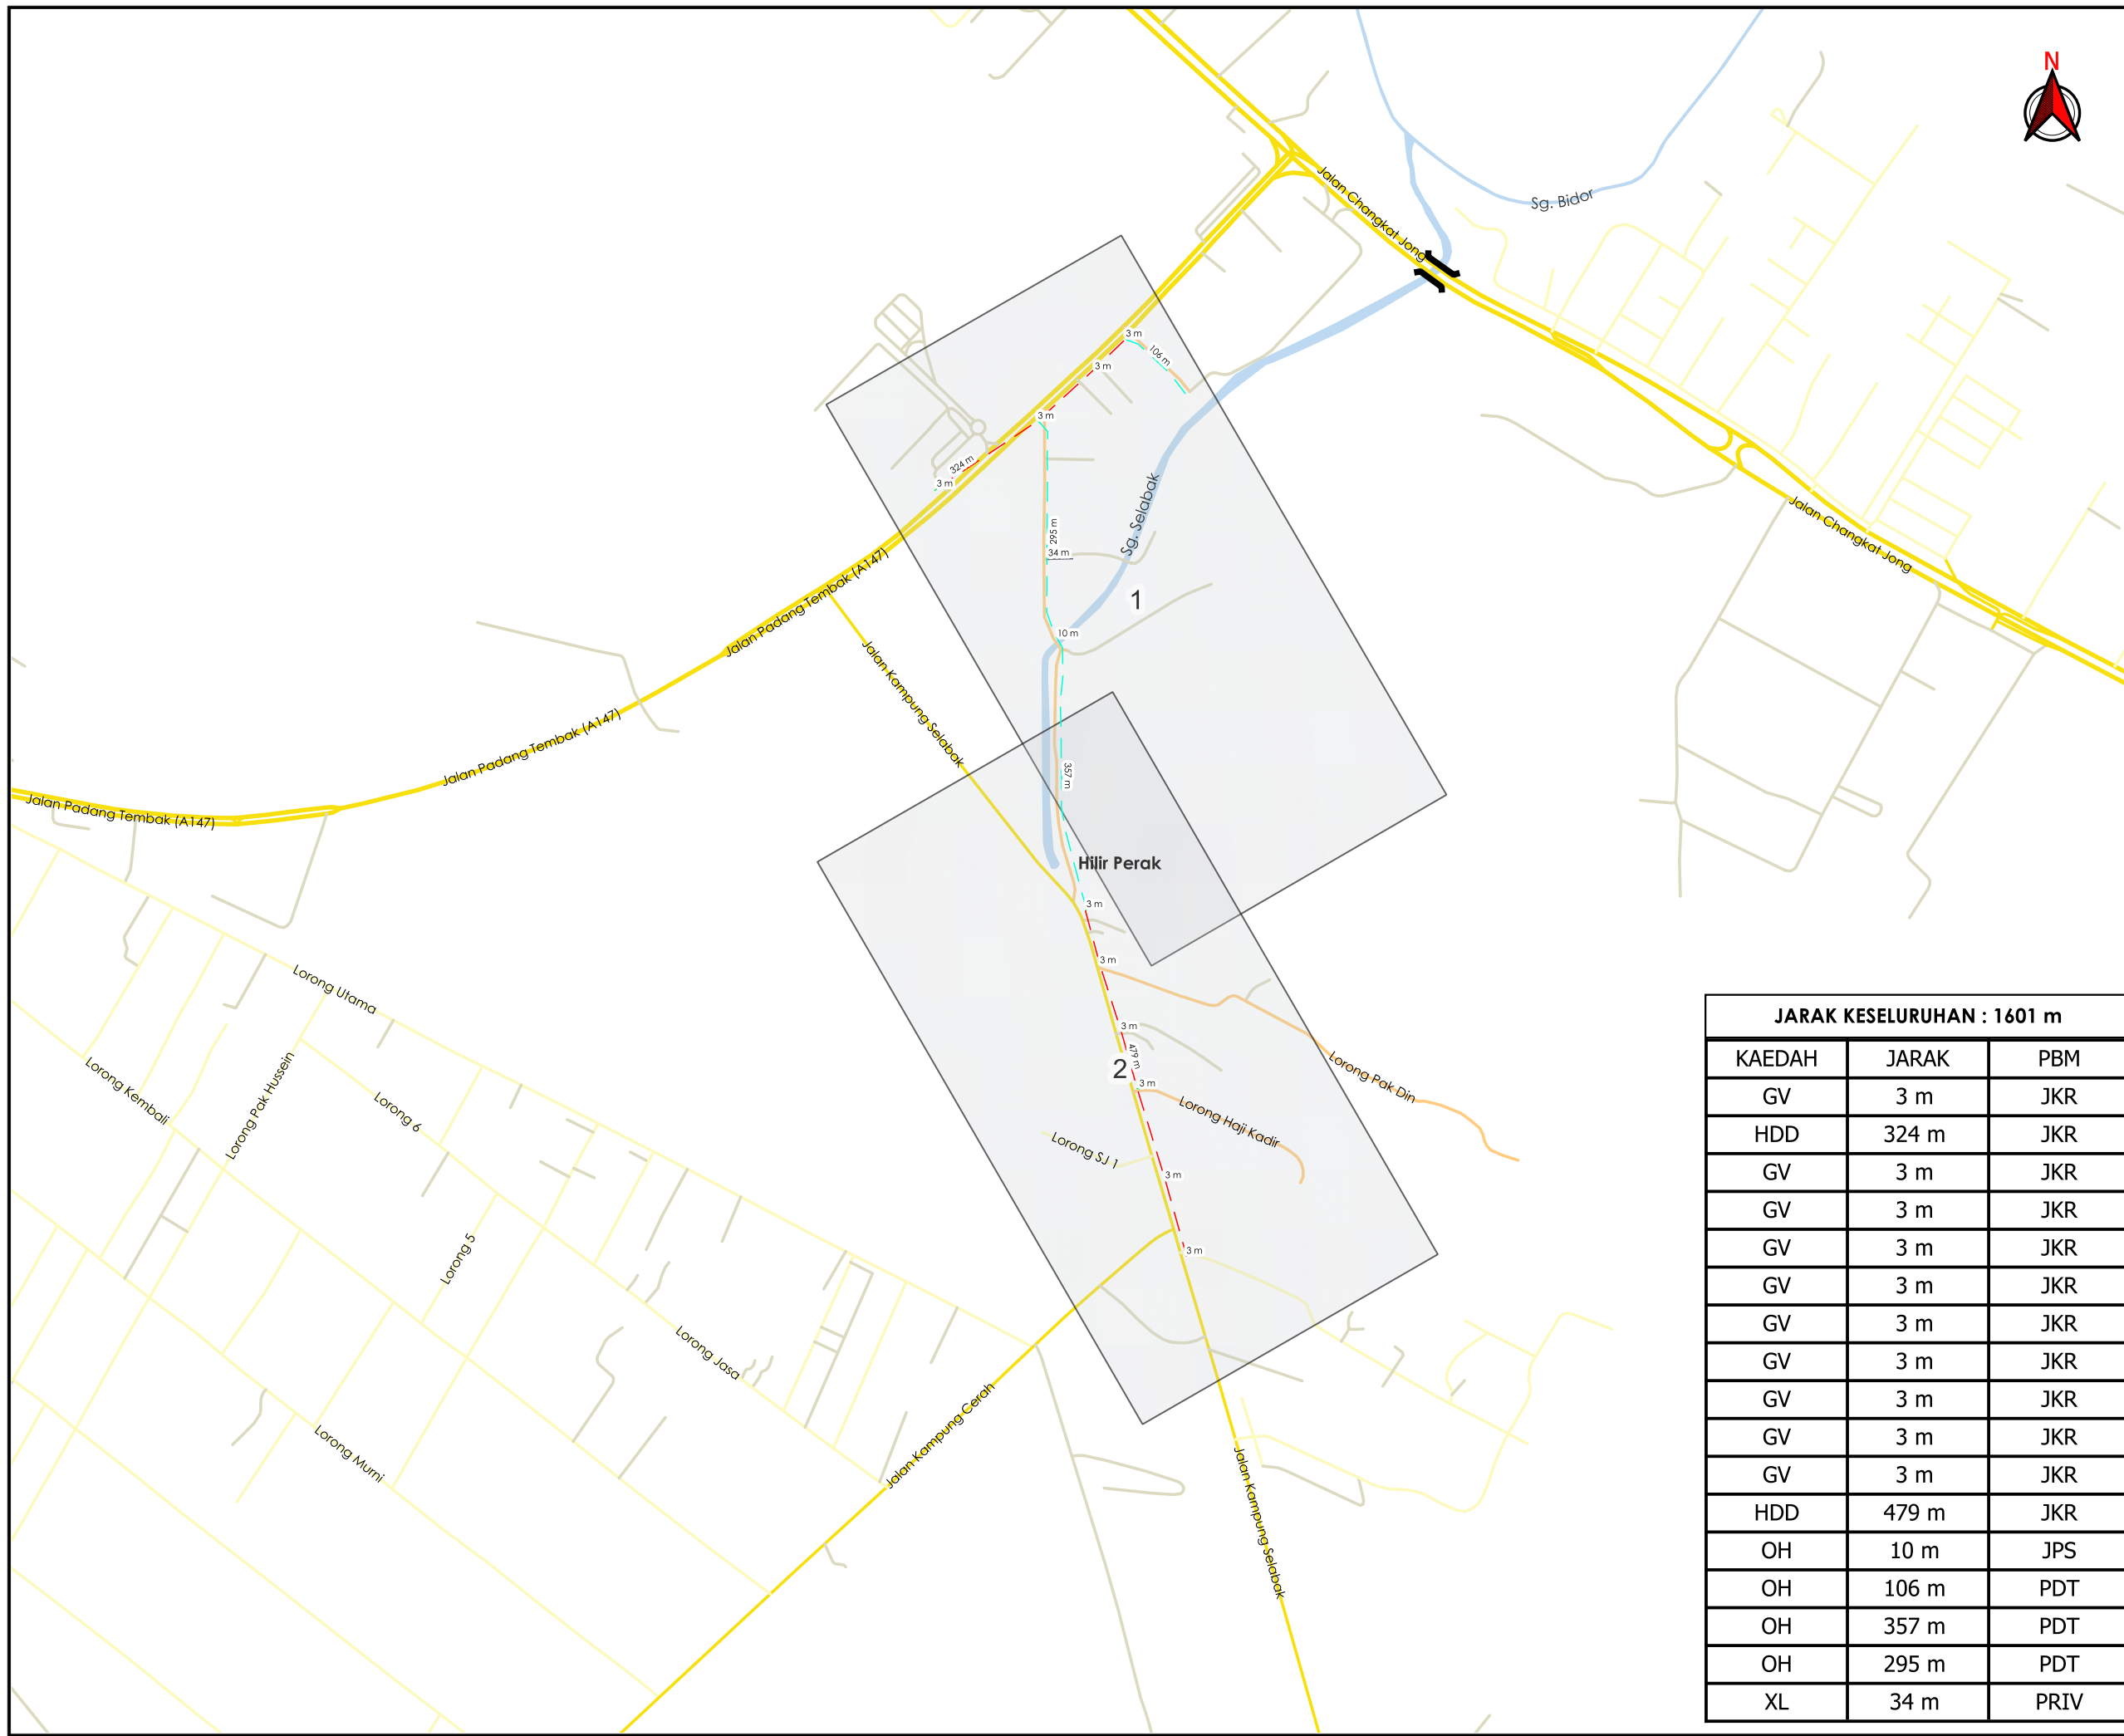 N
Jalan Changkat Jong
Sg. Bidor
3 m
106 m
3 m
3 m
324 m
3 m
Sg. Selabak
295 m
34 m
Jalan Changkat Jong
Jalan Padang Tembak (A147)
1
10 m
Jalan Kampung Selabak
Jalan Padang Tembak (A147)
357 m
Jalan Padang Tembak (A147)
Hilir Perak
3 m
3 m
Lorong Utama
3 m
479 m
2
3 m
Lorong Pak Din
Lorong Kembali
Lorong Pak Hussein
Lorong 6
Lorong Haji Kadir
Lorong SJ 1
3 m
3 m
Lorong 5
Lorong Jasa
Jalan Kampung Cerah
Lorong Murni
Jalan Kampung Selabak
JARAK KESELURUHAN : 1601 m
KAEDAH JARAK PBM
GV 3 m JKR
HDD 324 m JKR
GV 3 m JKR
GV 3 m JKR
GV 3 m JKR
GV 3 m JKR
GV 3 m JKR
GV 3 m JKR
GV 3 m JKR
GV 3 m JKR
GV 3 m JKR
HDD 479 m JKR
OH 10 m JPS
OH 106 m PDT
OH 357 m PDT
OH 295 m PDT
XL 34 m PRIV